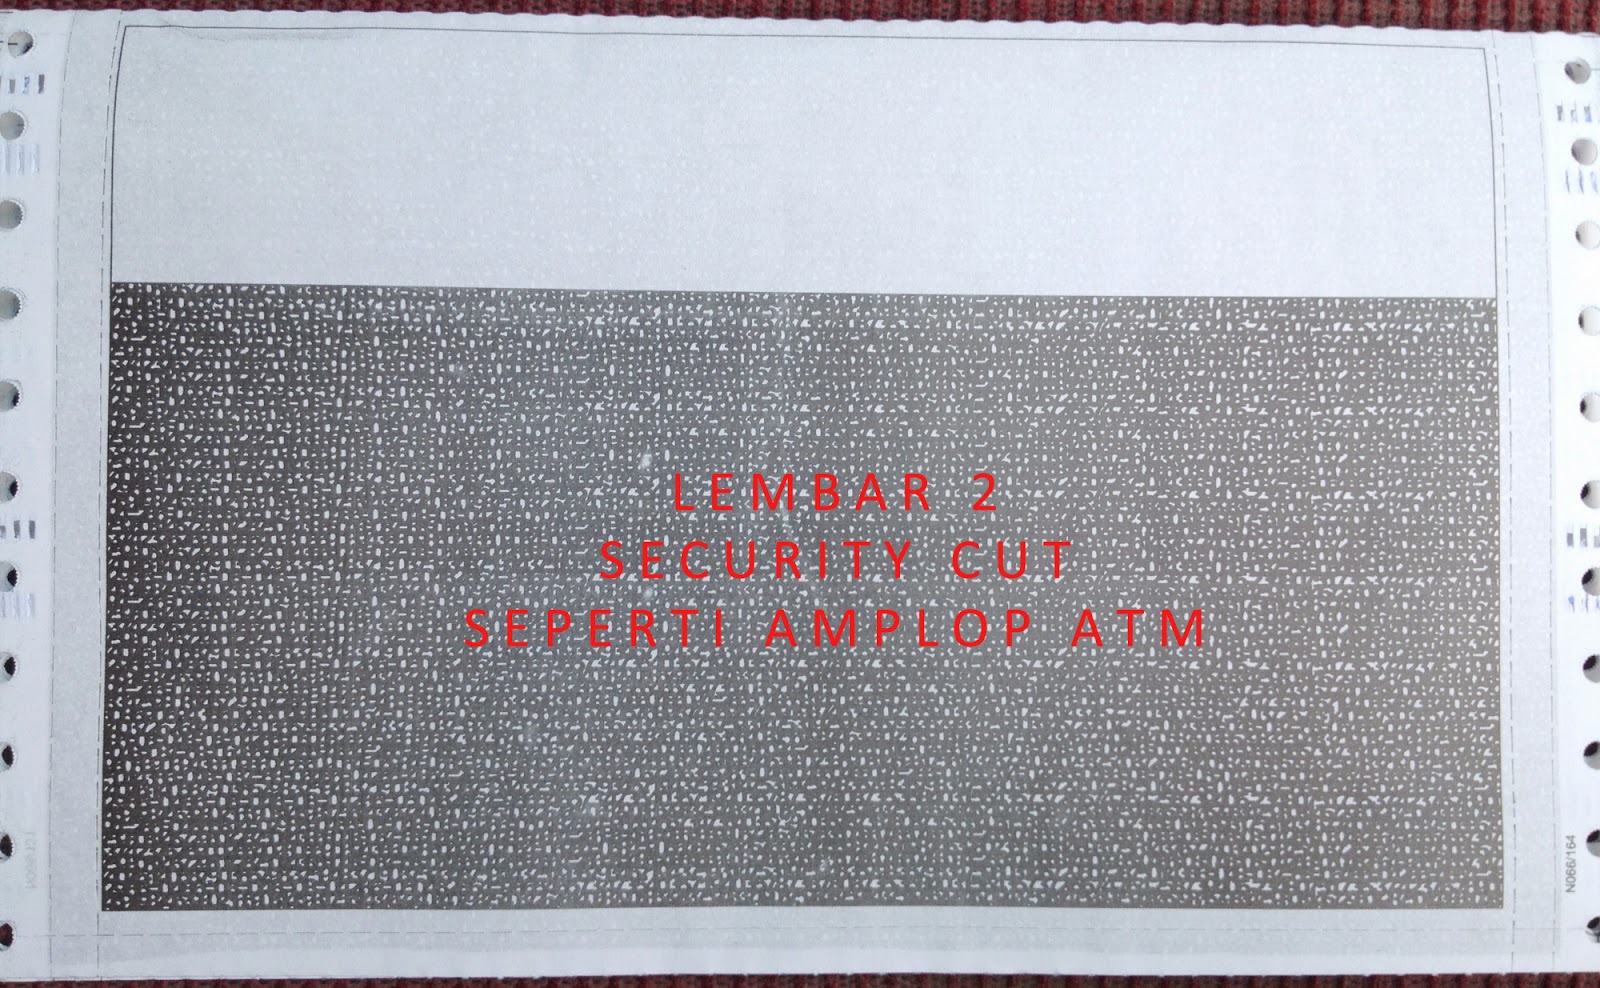 LEMBAR 2
SECURITY CUT
SEPERTI AMPLOP ATM
N066/164